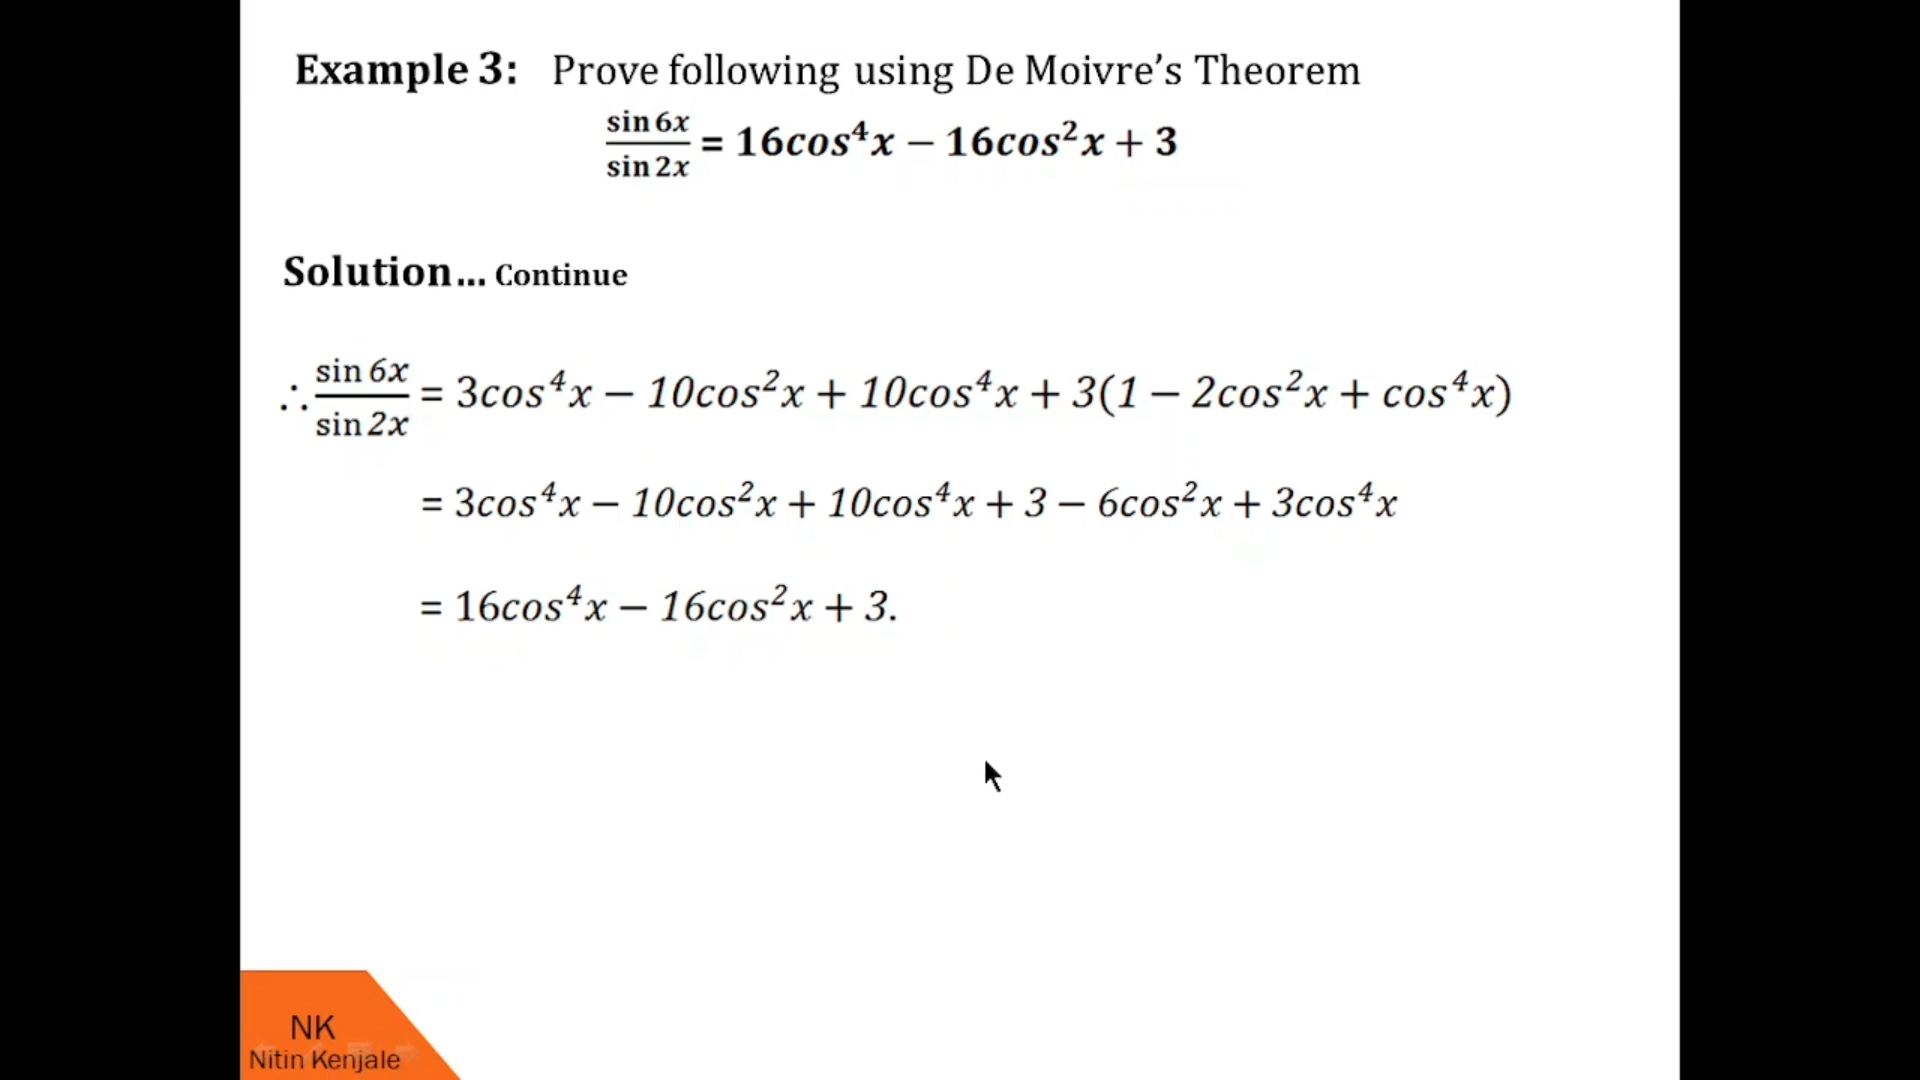 Example 3: Prove following using De Moivre’s Theorem
sin 6x / sin 2x = 16cos⁴x − 16cos²x + 3
Solution... Continue
∴ sin 6x / sin 2x = 3cos⁴x − 10cos²x + 10cos⁴x + 3(1 − 2cos²x + cos⁴x)
= 3cos⁴x − 10cos²x + 10cos⁴x + 3 − 6cos²x + 3cos⁴x
= 16cos⁴x − 16cos²x + 3.
NK
Nitin Kenjale